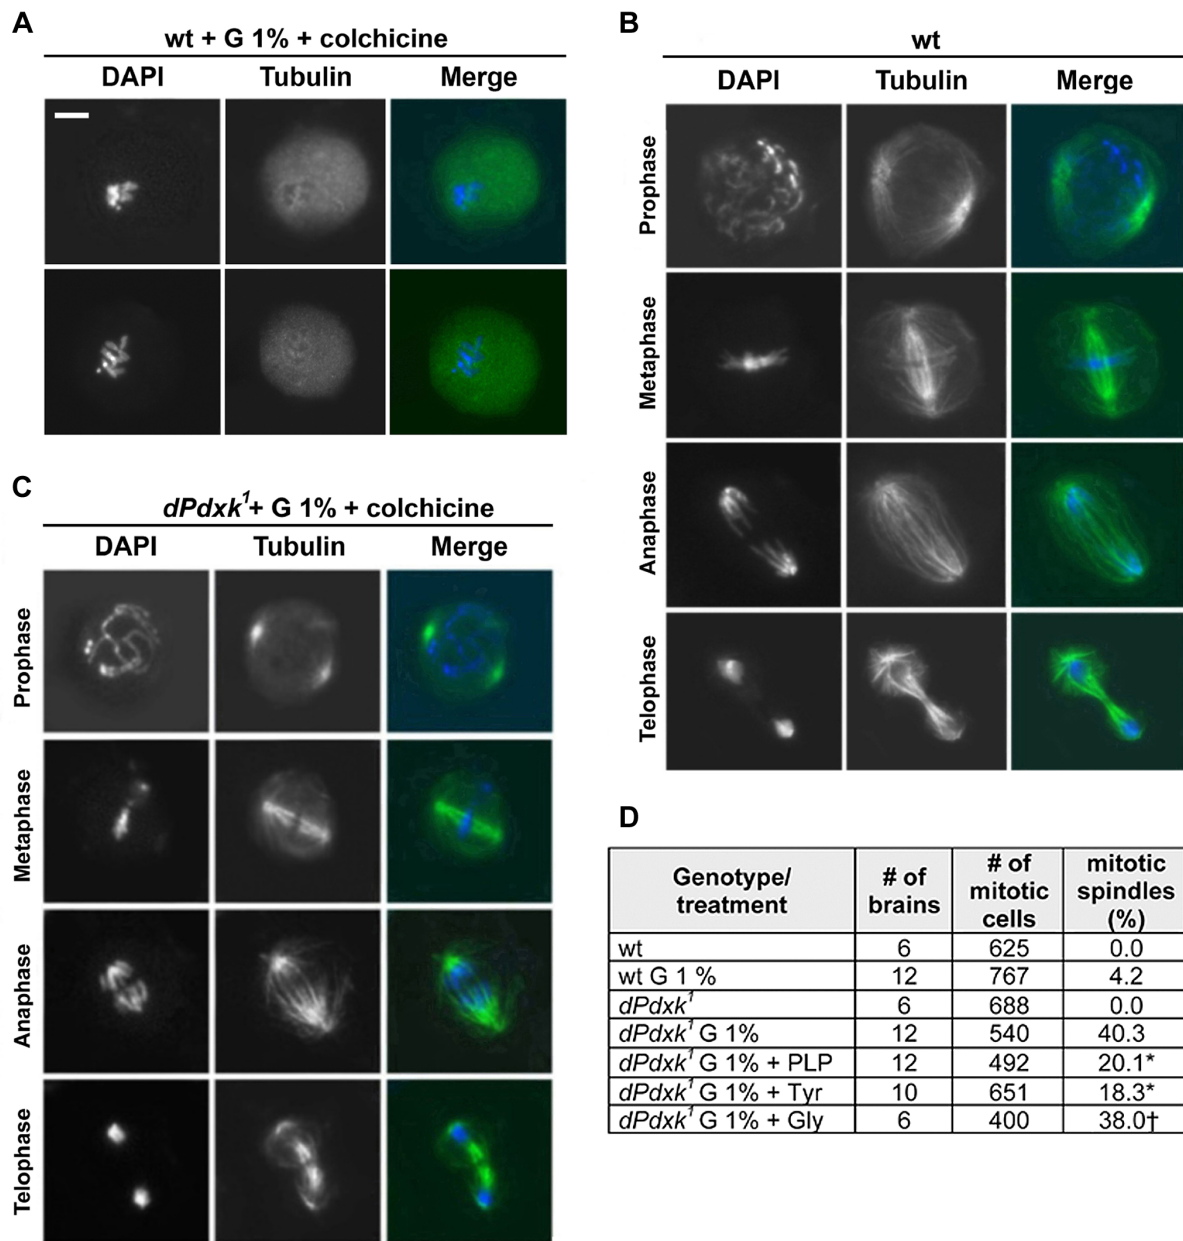 A
wt + G 1% + colchicine
DAPI Tubulin Merge
B
wt
DAPI Tubulin Merge
Prophase
Metaphase
Anaphase
Telophase
C
dPdxk¹+ G 1% + colchicine
DAPI Tubulin Merge
Prophase
Metaphase
Anaphase
Telophase
D
Genotype/ treatment # of brains # of mitotic cells mitotic spindles (%)
wt 6 625 0.0
wt G 1 % 12 767 4.2
dPdxk¹ 6 688 0.0
dPdxk¹ G 1% 12 540 40.3
dPdxk¹ G 1% + PLP 12 492 20.1*
dPdxk¹ G 1% + Tyr 10 651 18.3*
dPdxk¹ G 1% + Gly 6 400 38.0†